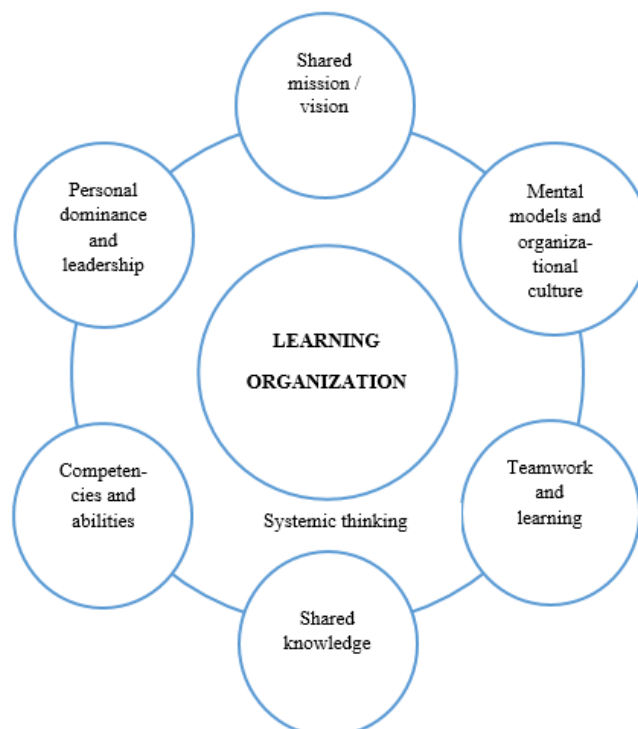 Shared
mission /
vision
Personal
dominance
and
leadership
Mental
models and
organiza-
tional
culture
LEARNING
ORGANIZATION
Competen-
cies and
abilities
Teamwork
and
learning
Systemic thinking
Shared
knowledge